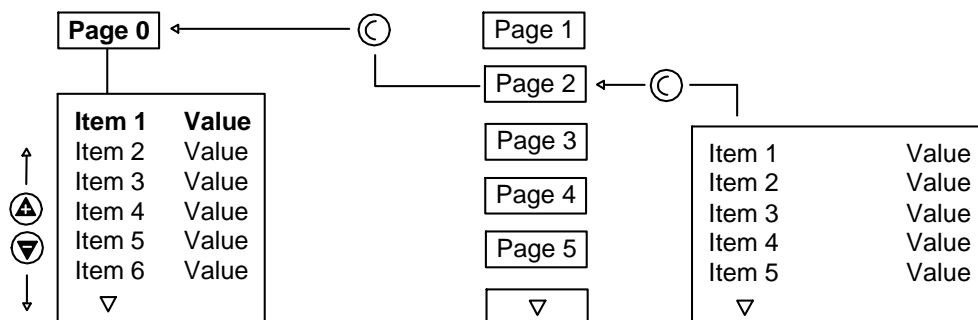 Page 0
Item 1 Value
Item 2 Value
Item 3 Value
Item 4 Value
Item 5 Value
Item 6 Value
C
Page 1
Page 2
Page 3
Page 4
Page 5
C
Item 1 Value
Item 2 Value
Item 3 Value
Item 4 Value
Item 5 Value